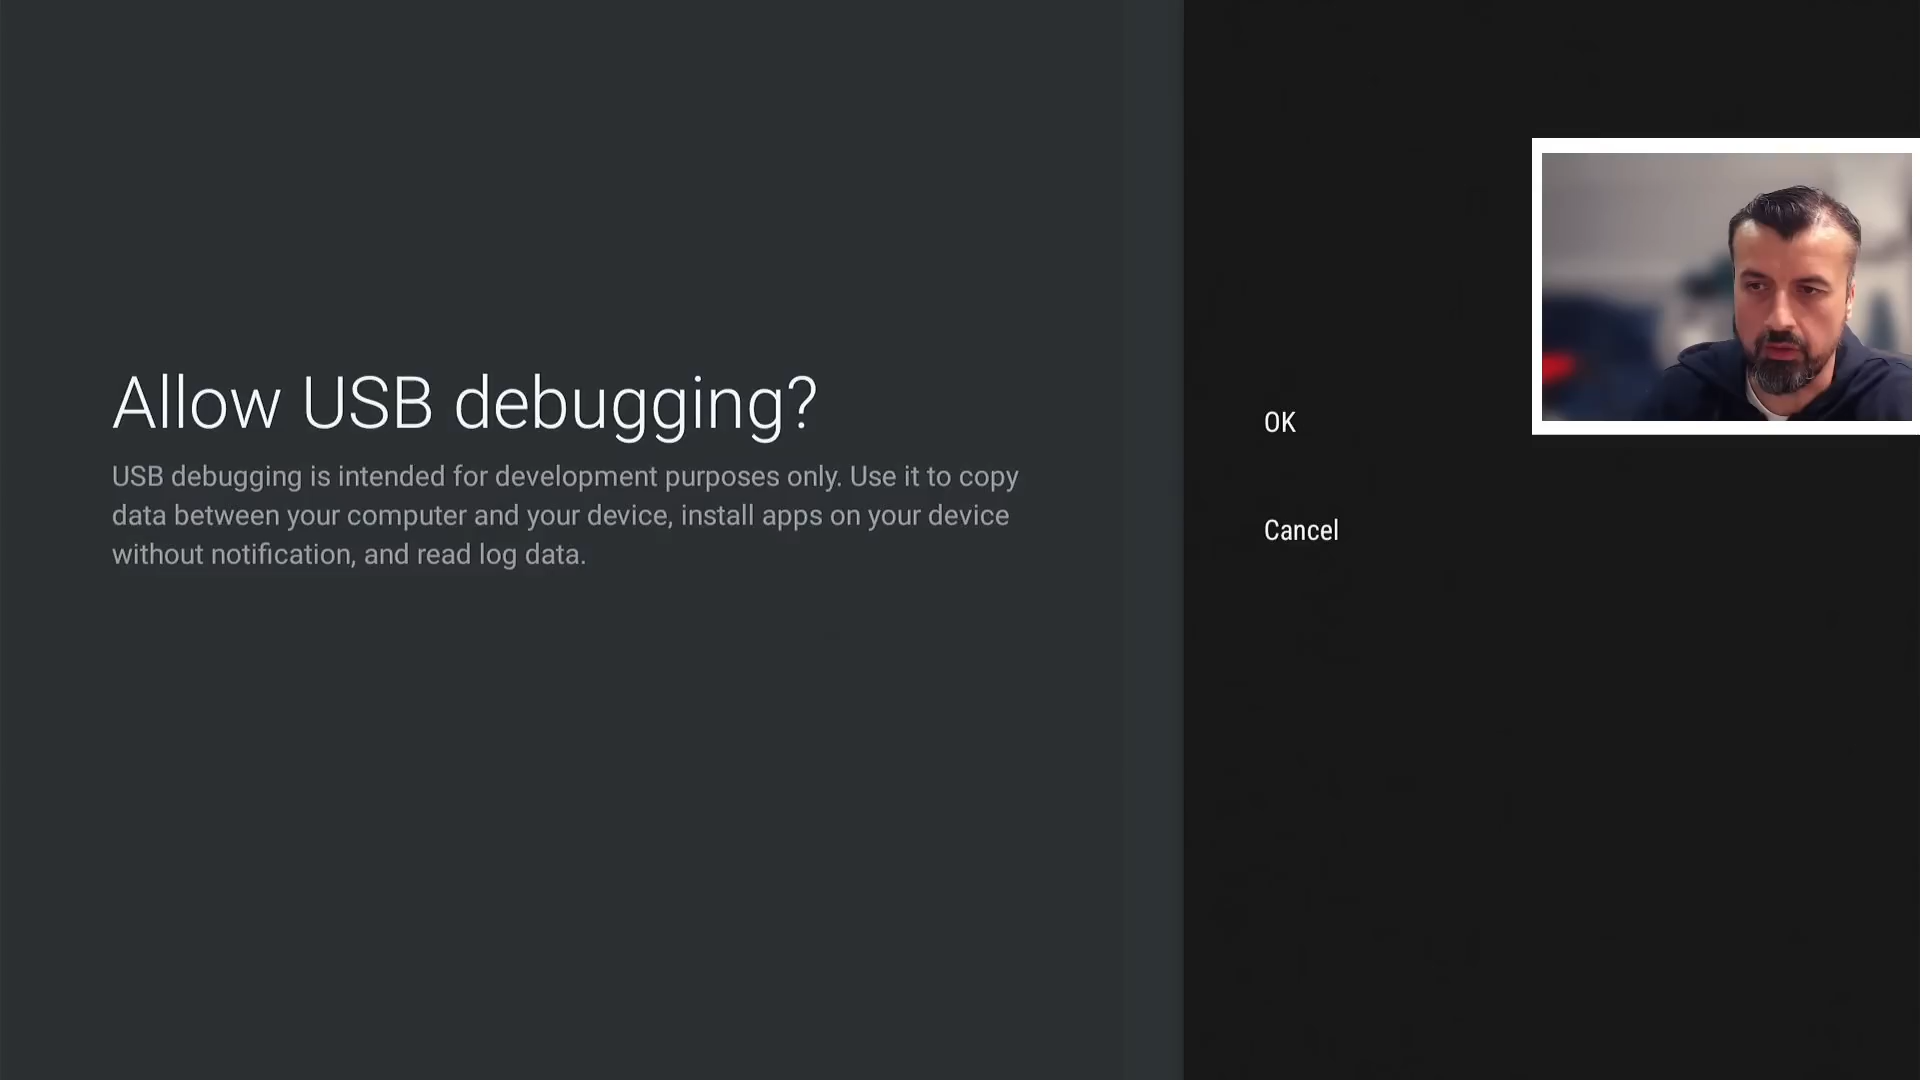 Allow USB debugging?
USB debugging is intended for development purposes only. Use it to copy
data between your computer and your device, install apps on your device
without notification, and read log data.
OK
Cancel